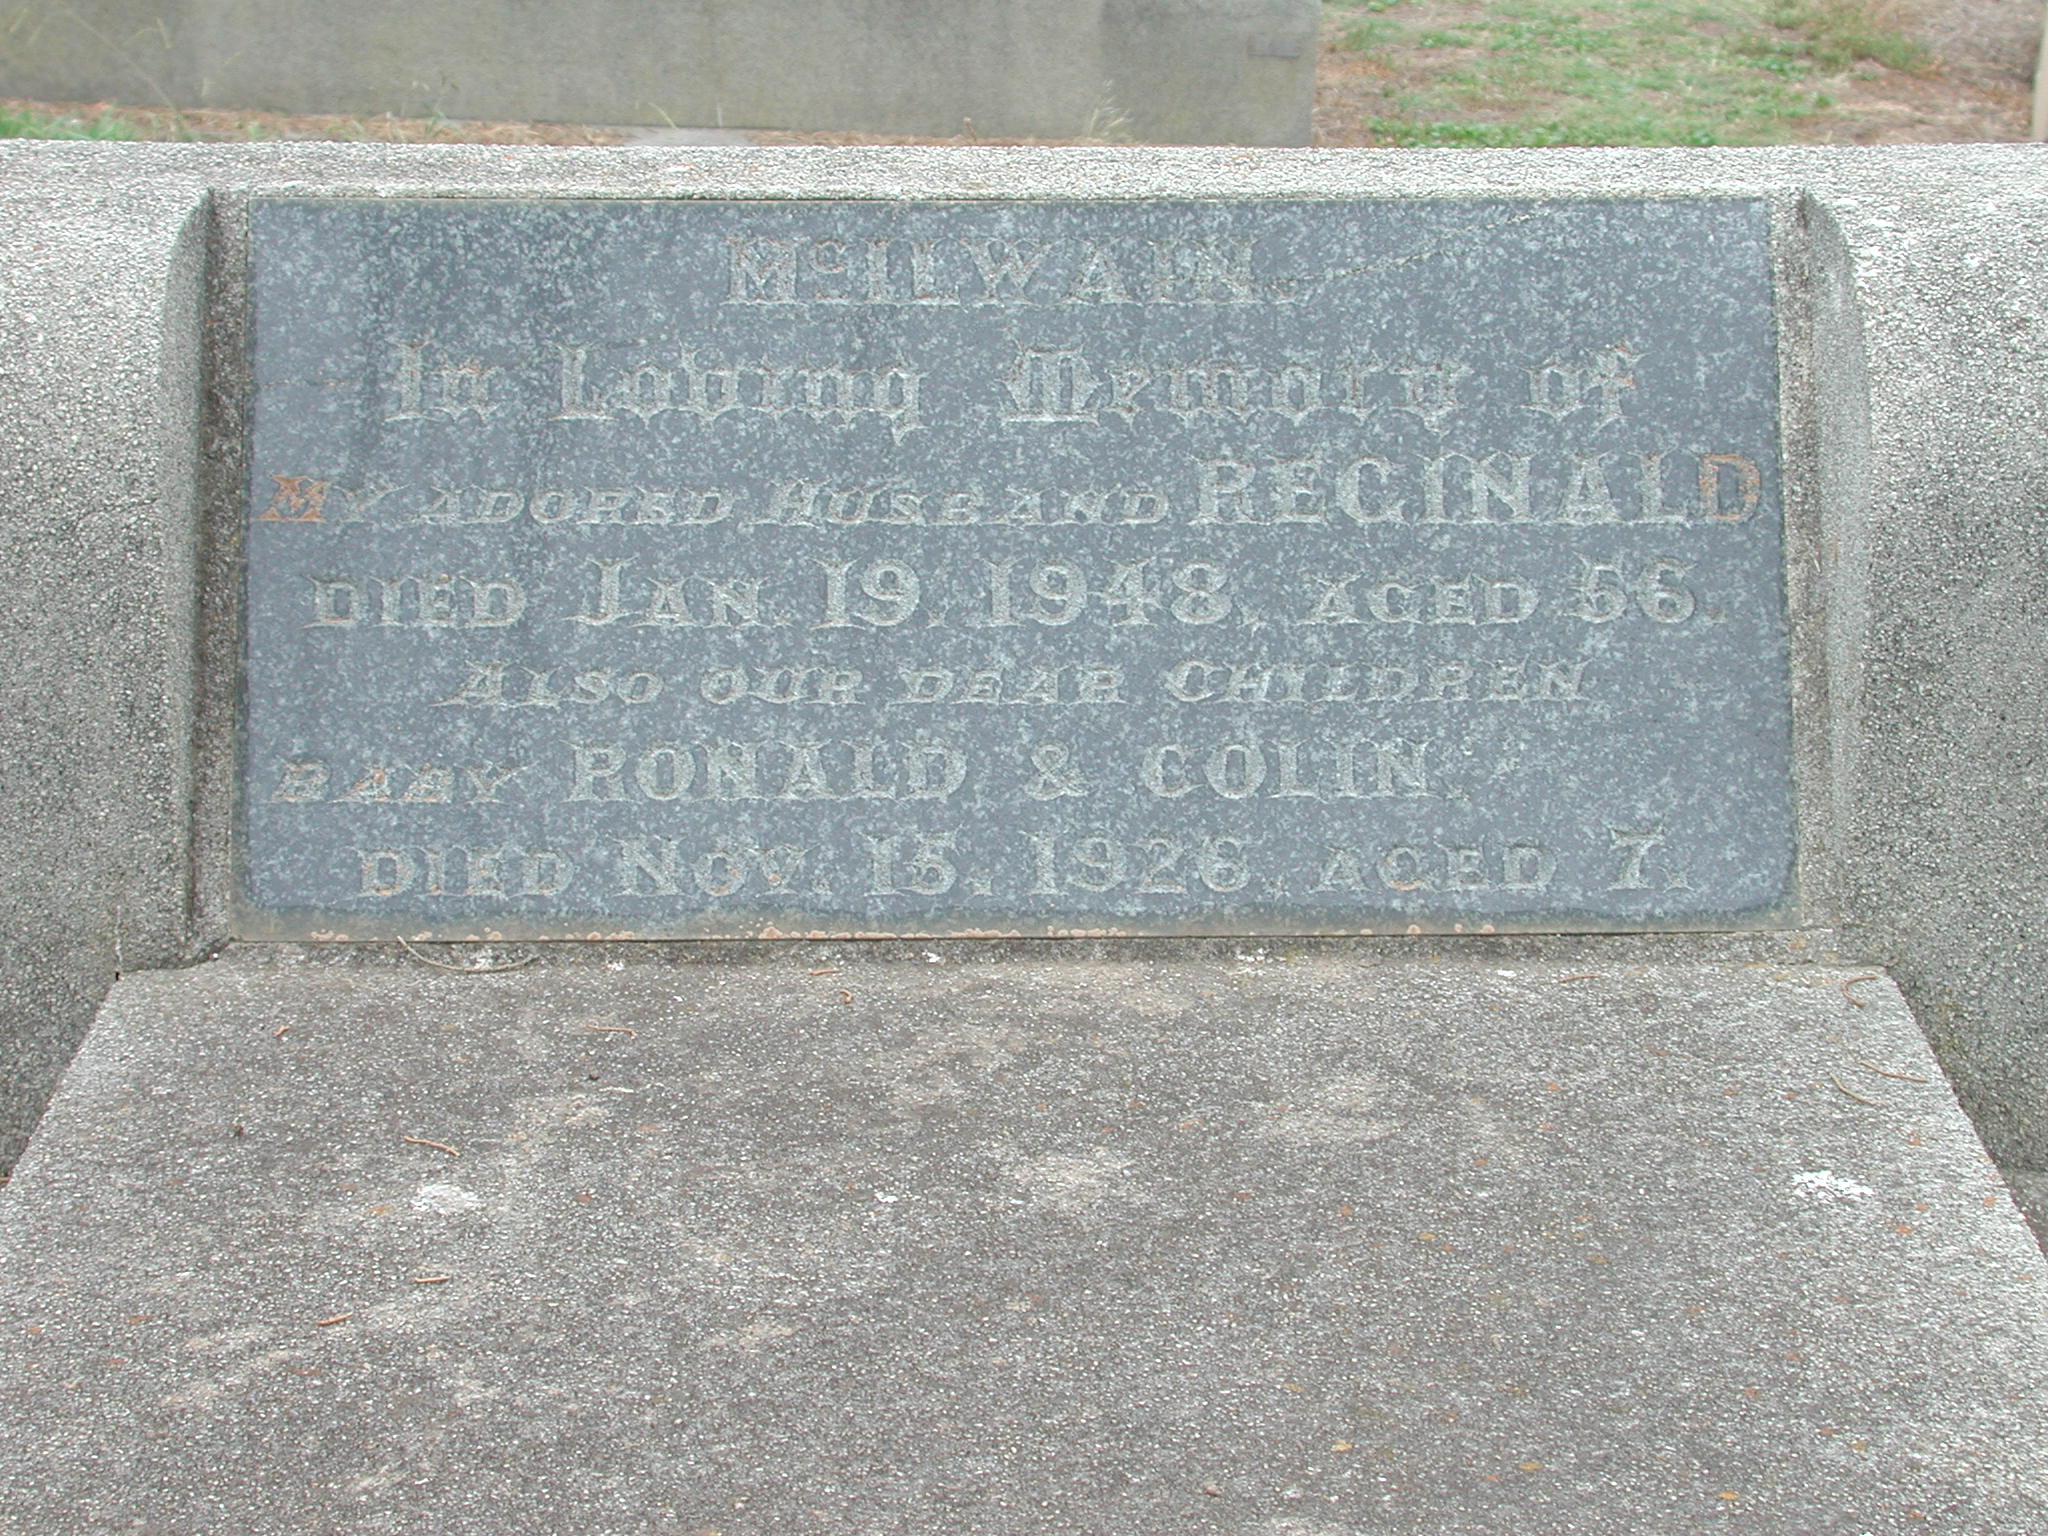 McILWAIN.
In Loving Memory of
MY ADORED HUSBAND REGINALD
DIED JAN. 19, 1948, AGED 56.
ALSO OUR DEAR CHILDREN
BABY RONALD & COLIN,
DIED NOV. 15, 1926, AGED 7.